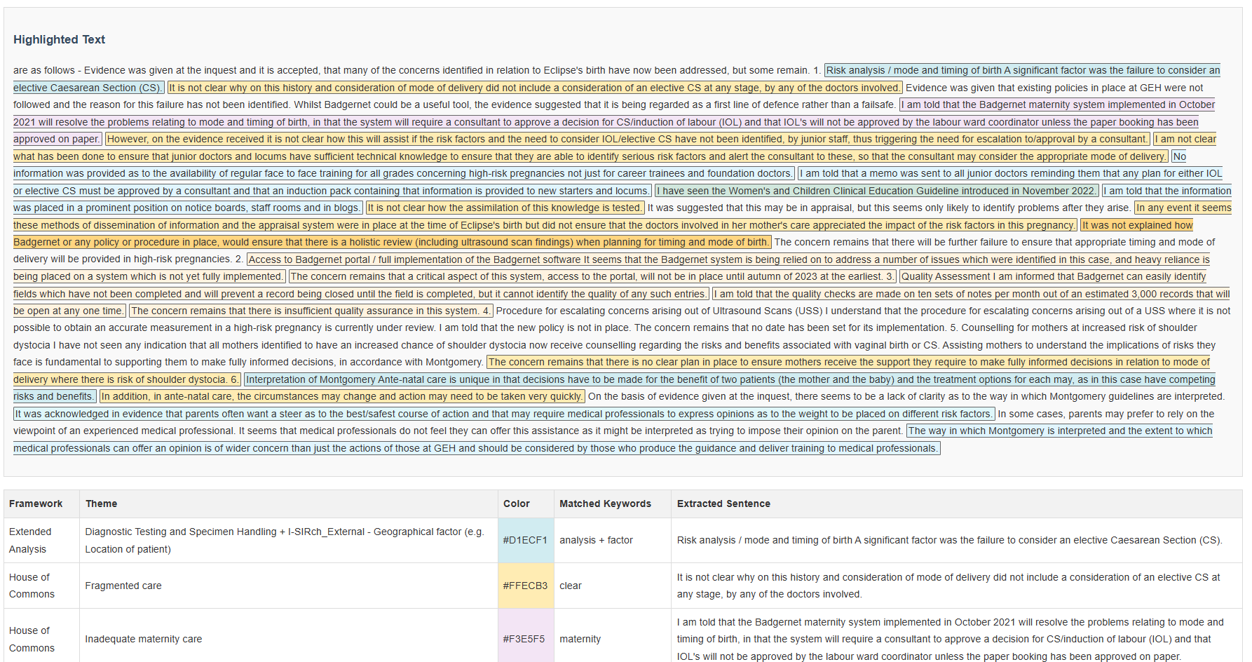 Highlighted Text
are as follows - Evidence was given at the inquest and it is accepted, that many of the concerns identified in relation to Eclipse's birth have now been addressed, but some remain. 1. Risk analysis / mode and timing of birth A significant factor was the failure to consider an
elective Caesarean Section (CS). It is not clear why on this history and consideration of mode of delivery did not include a consideration of an elective CS at any stage, by any of the doctors involved. Evidence was given that existing policies in place at GEH were not
followed and the reason for this failure has not been identified. Whilst Badgernet could be a useful tool, the evidence suggested that it is being regarded as a first line of defence rather than a failsafe. I am told that the Badgernet maternity system implemented in October
2021 will resolve the problems relating to mode and timing of birth, in that the system will require a consultant to approve a decision for CS/induction of labour (IOL) and that IOL's will not be approved by the labour ward coordinator unless the paper booking has been
approved on paper. However, on the evidence received it is not clear how this will assist if the risk factors and the need to consider IOL/elective CS have not been identified, by junior staff, thus triggering the need for escalation to/approval by a consultant. I am not clear
what has been done to ensure that junior doctors and locums have sufficient technical knowledge to ensure that they are able to identify serious risk factors and alert the consultant to these, so that the consultant may consider the appropriate mode of delivery. No
information was provided as to the availability of regular face to face training for all grades concerning high-risk pregnancies not just for career trainees and foundation doctors. I am told that a memo was sent to all junior doctors reminding them that any plan for either IOL
or elective CS must be approved by a consultant and that an induction pack containing that information is provided to new starters and locums. I have seen the Women's and Children Clinical Education Guideline introduced in November 2022. I am told that the information
was placed in a prominent position on notice boards, staff rooms and in blogs. It is not clear how the assimilation of this knowledge is tested. It was suggested that this may be in appraisal, but this seems only likely to identify problems after they arise. In any event it seems
these methods of dissemination of information and the appraisal system were in place at the time of Eclipse's birth but did not ensure that the doctors involved in her mother's care appreciated the impact of the risk factors in this pregnancy. It was not explained how
Badgernet or any policy or procedure in place, would ensure that there is a holistic review (including ultrasound scan findings) when planning for timing and mode of birth. The concern remains that there will be further failure to ensure that appropriate timing and mode of
delivery will be provided in high-risk pregnancies. 2. Access to Badgernet portal / full implementation of the Badgernet software It seems that the Badgernet system is being relied on to address a number of issues which were identified in this case, and heavy reliance is
being placed on a system which is not yet fully implemented. The concern remains that a critical aspect of this system, access to the portal, will not be in place until autumn of 2023 at the earliest. 3. Quality Assessment I am informed that Badgernet can easily identify
fields which have not been completed and will prevent a record being closed until the field is completed, but it cannot identify the quality of any such entries. I am told that the quality checks are made on ten sets of notes per month out of an estimated 3,000 records that will
be open at any one time. The concern remains that there is insufficient quality assurance in this system. 4. Procedure for escalating concerns arising out of Ultrasound Scans (USS) I understand that the procedure for escalating concerns arising out of a USS where it is not
possible to obtain an accurate measurement in a high-risk pregnancy is currently under review. I am told that the new policy is not in place. The concern remains that no date has been set for its implementation. 5. Counselling for mothers at increased risk of shoulder
dystocia I have not seen any indication that all mothers identified to have an increased chance of shoulder dystocia now receive counselling regarding the risks and benefits associated with vaginal birth or CS. Assisting mothers to understand the implications of risks they
face is fundamental to supporting them to make fully informed decisions, in accordance with Montgomery. The concern remains that there is no clear plan in place to ensure mothers receive the support they require to make fully informed decisions in relation to mode of
delivery where there is risk of shoulder dystocia. 6. Interpretation of Montgomery Ante-natal care is unique in that decisions have to be made for the benefit of two patients (the mother and the baby) and the treatment options for each may, as in this case have competing
risks and benefits. In addition, in ante-natal care, the circumstances may change and action may need to be taken very quickly. On the basis of evidence given at the inquest, there seems to be a lack of clarity as to the way in which Montgomery guidelines are interpreted.
It was acknowledged in evidence that parents often want a steer as to the best/safest course of action and that may require medical professionals to express opinions as to the weight to be placed on different risk factors. In some cases, parents may prefer to rely on the
viewpoint of an experienced medical professional. It seems that medical professionals do not feel they can offer this assistance as it might be interpreted as trying to impose their opinion on the parent. The way in which Montgomery is interpreted and the extent to which
medical professionals can offer an opinion is of wider concern than just the actions of those at GEH and should be considered by those who produce the guidance and deliver training to medical professionals.
Framework Theme Color Matched Keywords Extracted Sentence
Extended
Analysis
Diagnostic Testing and Specimen Handling + I-SIRch_External - Geographical factor (e.g.
Location of patient)
#D1ECF1
analysis + factor
Risk analysis / mode and timing of birth A significant factor was the failure to consider an elective Caesarean Section (CS).
House of
Commons
Fragmented care
#FFECB3
clear
It is not clear why on this history and consideration of mode of delivery did not include a consideration of an elective CS at
any stage, by any of the doctors involved.
House of
Commons
Inadequate maternity care
#F3E5F5
maternity
I am told that the Badgernet maternity system implemented in October 2021 will resolve the problems relating to mode and
timing of birth, in that the system will require a consultant to approve a decision for CS/induction of labour (IOL) and that
IOL's will not be approved by the labour ward coordinator unless the paper booking has been approved on paper.